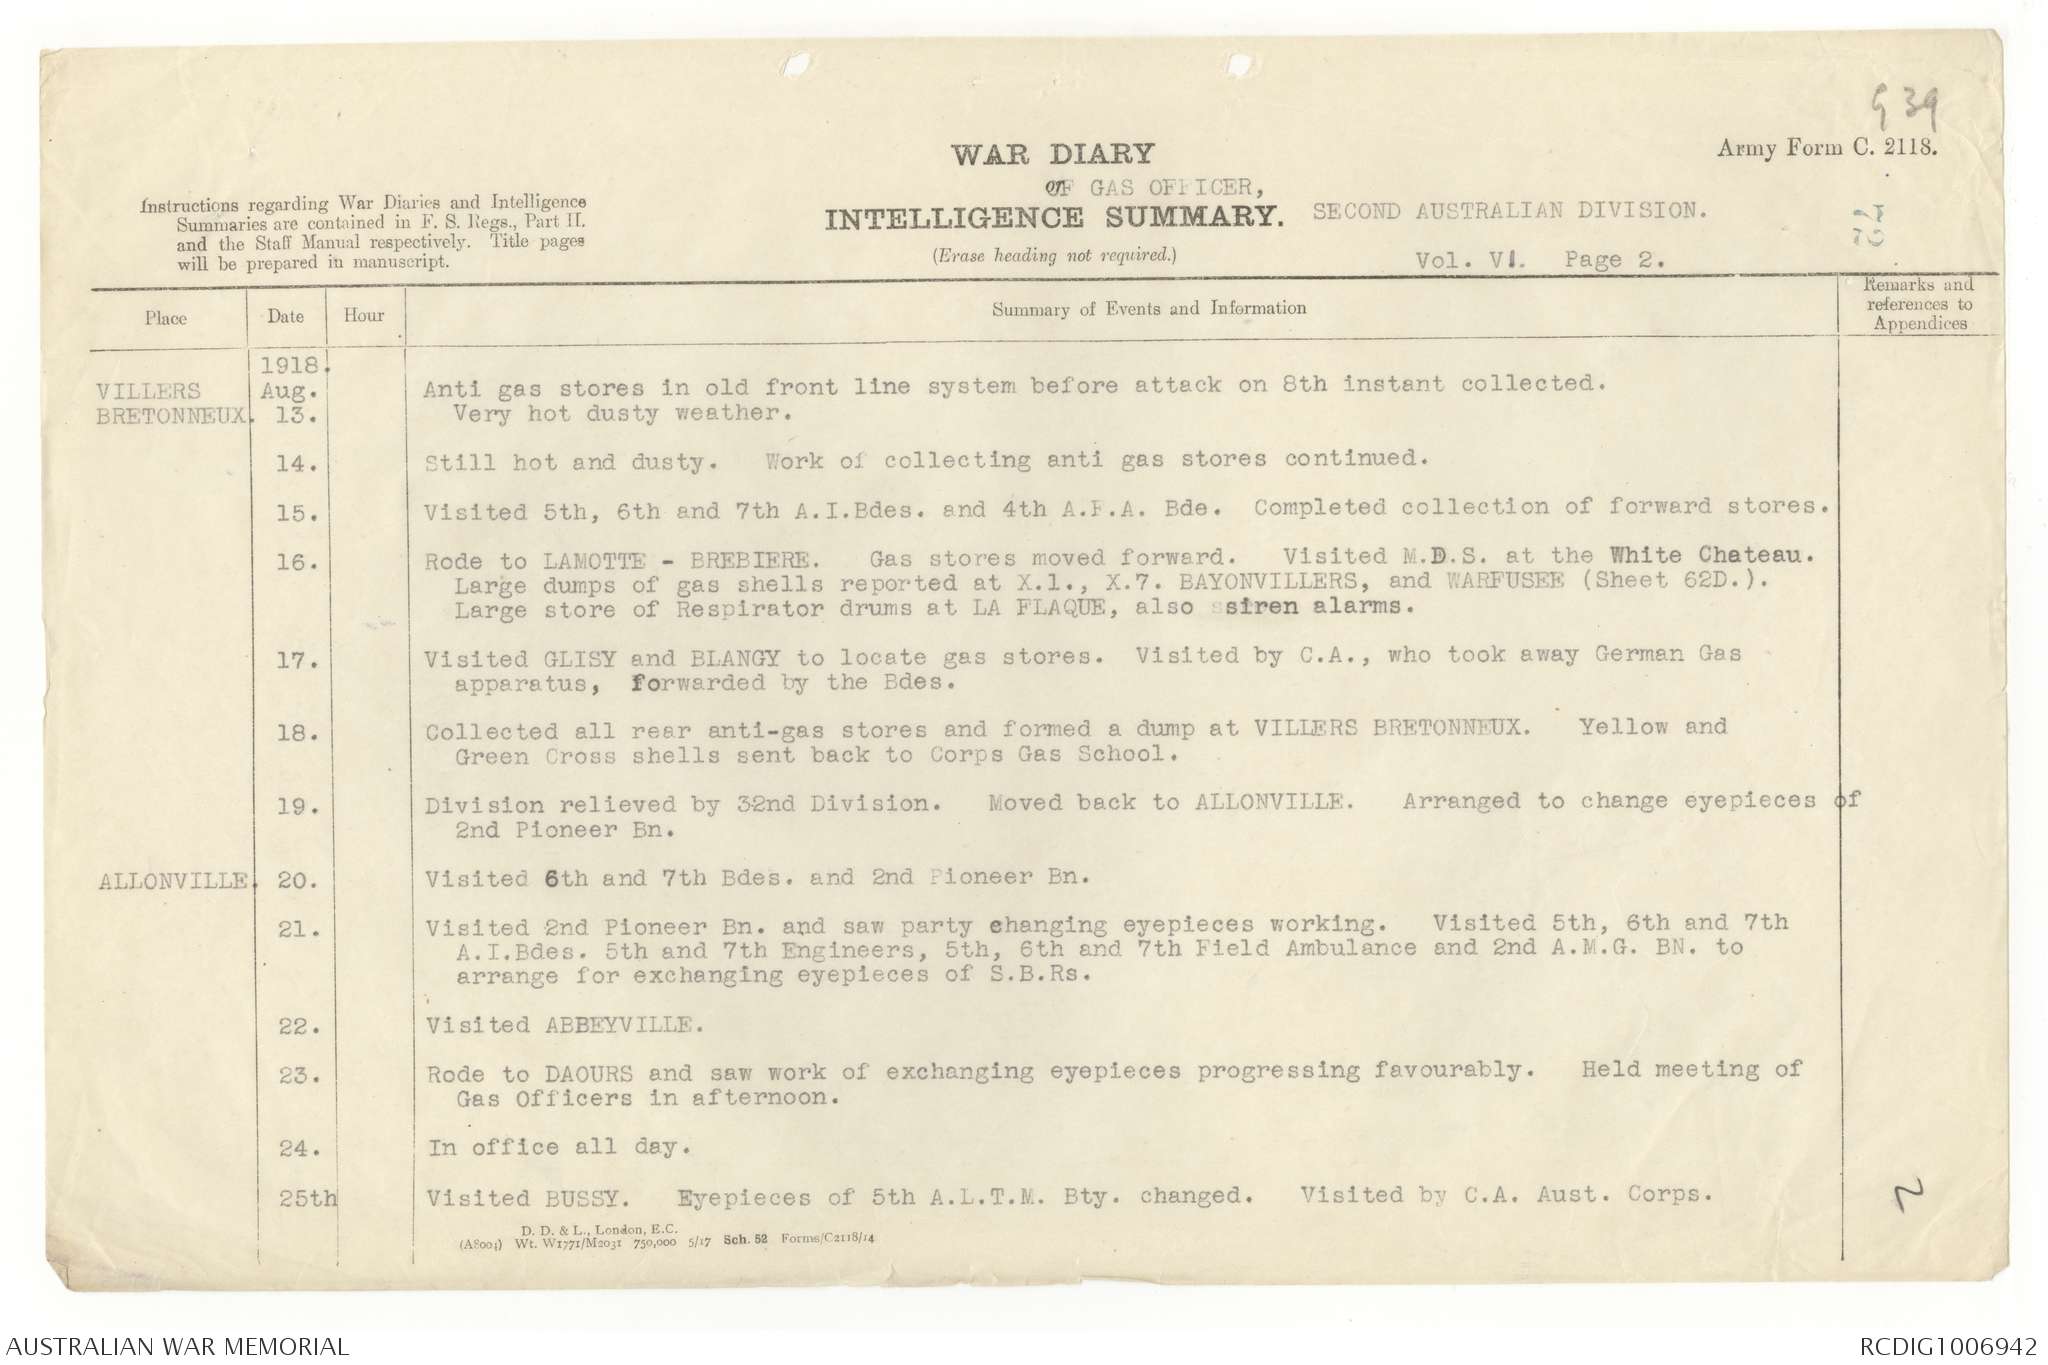 G 39
Army Form C. 2118.
WAR DIARY
OF GAS OFFICER,
INTELLIGENCE SUMMARY. SECOND AUSTRALIAN DIVISION.
(Erase heading not required.)
Vol. VI. Page 2.
Instructions regarding War Diaries and Intelligence
Summaries are contained in F. S. Regs., Part II.
and the Staff Manual respectively. Title pages
will be prepared in manuscript.
Place Date Hour Summary of Events and Information Remarks and
references to
Appendices
1918.
VILLERS Aug. Anti gas stores in old front line system before attack on 8th instant collected.
BRETONNEUX. 13. Very hot dusty weather.
14. Still hot and dusty. Work of collecting anti gas stores continued.
15. Visited 5th, 6th and 7th A.I.Bdes. and 4th A.F.A. Bde. Completed collection of forward stores.
16. Rode to LAMOTTE - BREBIERE. Gas stores moved forward. Visited M.D.S. at the White Chateau.
Large dumps of gas shells reported at X.1., X.7. BAYONVILLERS, and WARFUSEE (Sheet 62D.).
Large store of Respirator drums at LA FLAQUE, also siren alarms.
17. Visited GLISY and BLANGY to locate gas stores. Visited by C.A., who took away German Gas
apparatus, forwarded by the Bdes.
18. Collected all rear anti-gas stores and formed a dump at VILLERS BRETONNEUX. Yellow and
Green Cross shells sent back to Corps Gas School.
19. Division relieved by 32nd Division. Moved back to ALLONVILLE. Arranged to change eyepieces of
2nd Pioneer Bn.
ALLONVILLE. 20. Visited 6th and 7th Bdes. and 2nd Pioneer Bn.
21. Visited 2nd Pioneer Bn. and saw party changing eyepieces working. Visited 5th, 6th and 7th
A.I.Bdes. 5th and 7th Engineers, 5th, 6th and 7th Field Ambulance and 2nd A.M.G. BN. to
arrange for exchanging eyepieces of S.B.Rs.
22. Visited ABBEYVILLE.
23. Rode to DAOURS and saw work of exchanging eyepieces progressing favourably. Held meeting of
Gas Officers in afternoon.
24. In office all day.
25th Visited BUSSY. Eyepieces of 5th A.L.T.M. Bty. changed. Visited by C.A. Aust. Corps.
D. D. & L., London, E.C.
(A8004) Wt. W1771/M2031 750,000 5/17 Sch. 52 Forms/C2118/14
2
AUSTRALIAN WAR MEMORIAL
RCDIG1006942